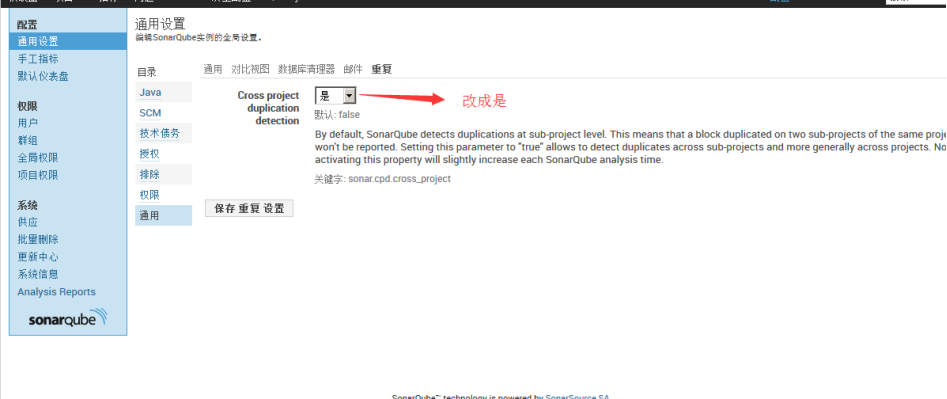 配置
通用设置
手工指标
默认仪表盘
权限
用户
群组
全局权限
项目权限
系统
供应
批量删除
更新中心
系统信息
Analysis Reports
sonarqube
通用设置
编辑SonarQube实例的全局设置。
目录
Java
SCM
技术债务
授权
排除
权限
通用
通用 对比视图 数据库清理器 邮件 重复
Cross project
duplication
detection
是
改成是
默认: false
By default, SonarQube detects duplications at sub-project level. This means that a block duplicated on two sub-projects of the same proje
won't be reported. Setting this parameter to "true" allows to detect duplicates across sub-projects and more generally across projects. No
activating this property will slightly increase each SonarQube analysis time.
关键字: sonar.cpd.cross_project
保存 重复 设置
SonarQube™ technology is powered by SonarSource SA